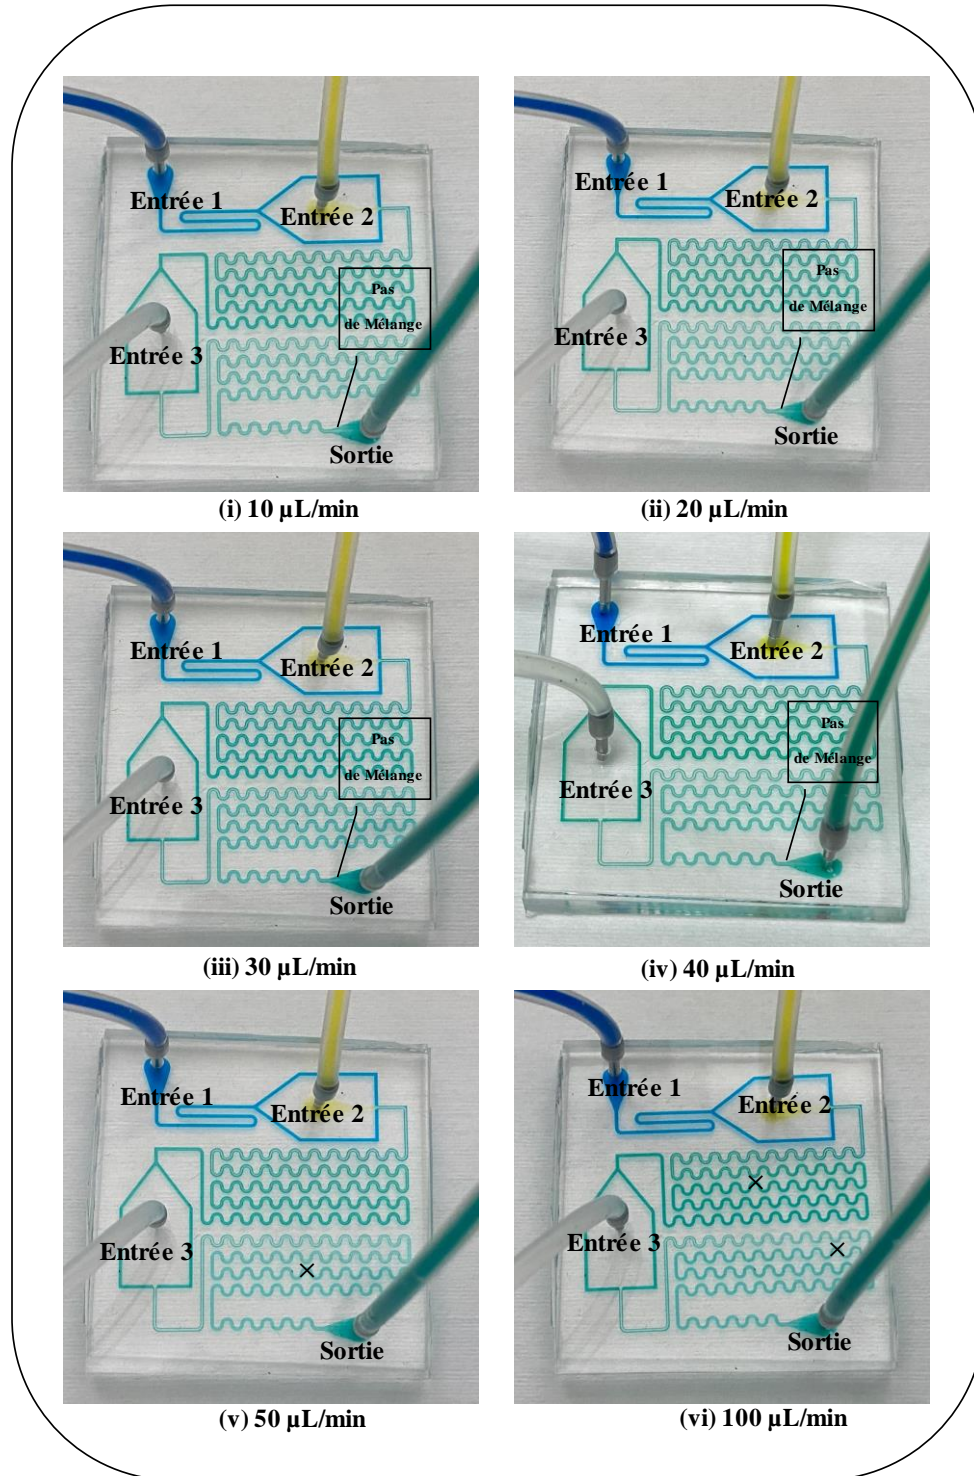 Entrée 1
Entrée 2
Pas
de Mélange
Entrée 3
Sortie
(i) 10 µL/min
Entrée 1
Entrée 2
Pas
de Mélange
Entrée 3
Sortie
(ii) 20 µL/min
Entrée 1
Entrée 2
Pas
de Mélange
Entrée 3
Sortie
(iii) 30 µL/min
Entrée 1
Entrée 2
Pas
de Mélange
Entrée 3
Sortie
(iv) 40 µL/min
Entrée 1
Entrée 2
Entrée 3
×
Sortie
(v) 50 µL/min
Entrée 1
Entrée 2
×
Entrée 3
×
Sortie
(vi) 100 µL/min